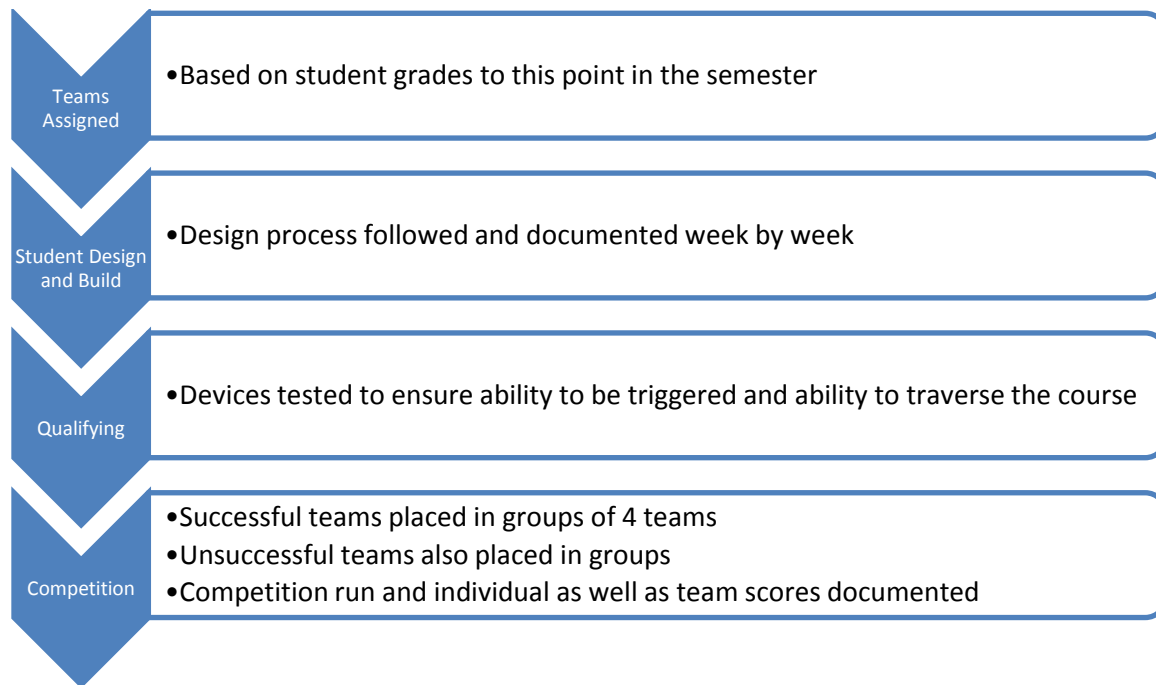 Teams
Assigned
•Based on student grades to this point in the semester
Student Design
and Build
•Design process followed and documented week by week
Qualifying
•Devices tested to ensure ability to be triggered and ability to traverse the course
Competition
•Successful teams placed in groups of 4 teams
•Unsuccessful teams also placed in groups
•Competition run and individual as well as team scores documented